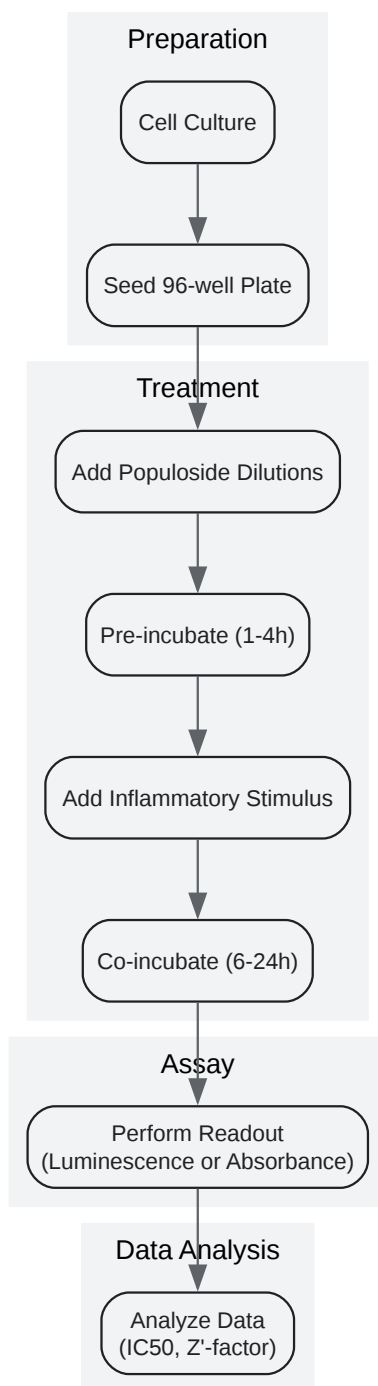 Preparation
Cell Culture
Seed 96-well Plate
Treatment
Add Populoside Dilutions
Pre-incubate (1-4h)
Add Inflammatory Stimulus
Co-incubate (6-24h)
Assay
Perform Readout
(Luminescence or Absorbance)
Data Analysis
Analyze Data
(IC50, Z'-factor)